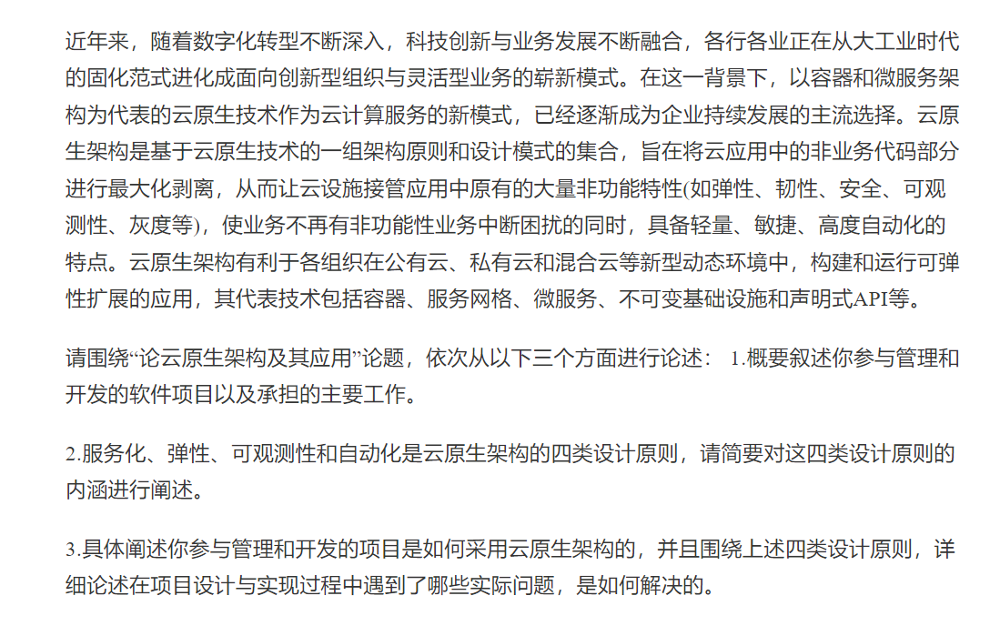 近年来，随着数字化转型不断深入，科技创新与业务发展不断融合，各行各业正在从大工业时代
的固化范式进化成面向创新型组织与灵活型业务的崭新模式。在这一背景下，以容器和微服务架
构为代表的云原生技术作为云计算服务的新模式，已经逐渐成为企业持续发展的主流选择。云原
生架构是基于云原生技术的一组架构原则和设计模式的集合，旨在将云应用中的非业务代码部分
进行最大化剥离，从而让云设施接管应用中原有的大量非功能特性(如弹性、韧性、安全、可观
测性、灰度等)，使业务不再有非功能性业务中断困扰的同时，具备轻量、敏捷、高度自动化的
特点。云原生架构有利于各组织在公有云、私有云和混合云等新型动态环境中，构建和运行可弹
性扩展的应用，其代表技术包括容器、服务网格、微服务、不可变基础设施和声明式API等。
请围绕“论云原生架构及其应用”论题，依次从以下三个方面进行论述： 1.概要叙述你参与管理和
开发的软件项目以及承担的主要工作。
2.服务化、弹性、可观测性和自动化是云原生架构的四类设计原则，请简要对这四类设计原则的
内涵进行阐述。
3.具体阐述你参与管理和开发的项目是如何采用云原生架构的，并且围绕上述四类设计原则，详
细论述在项目设计与实现过程中遇到了哪些实际问题，是如何解决的。